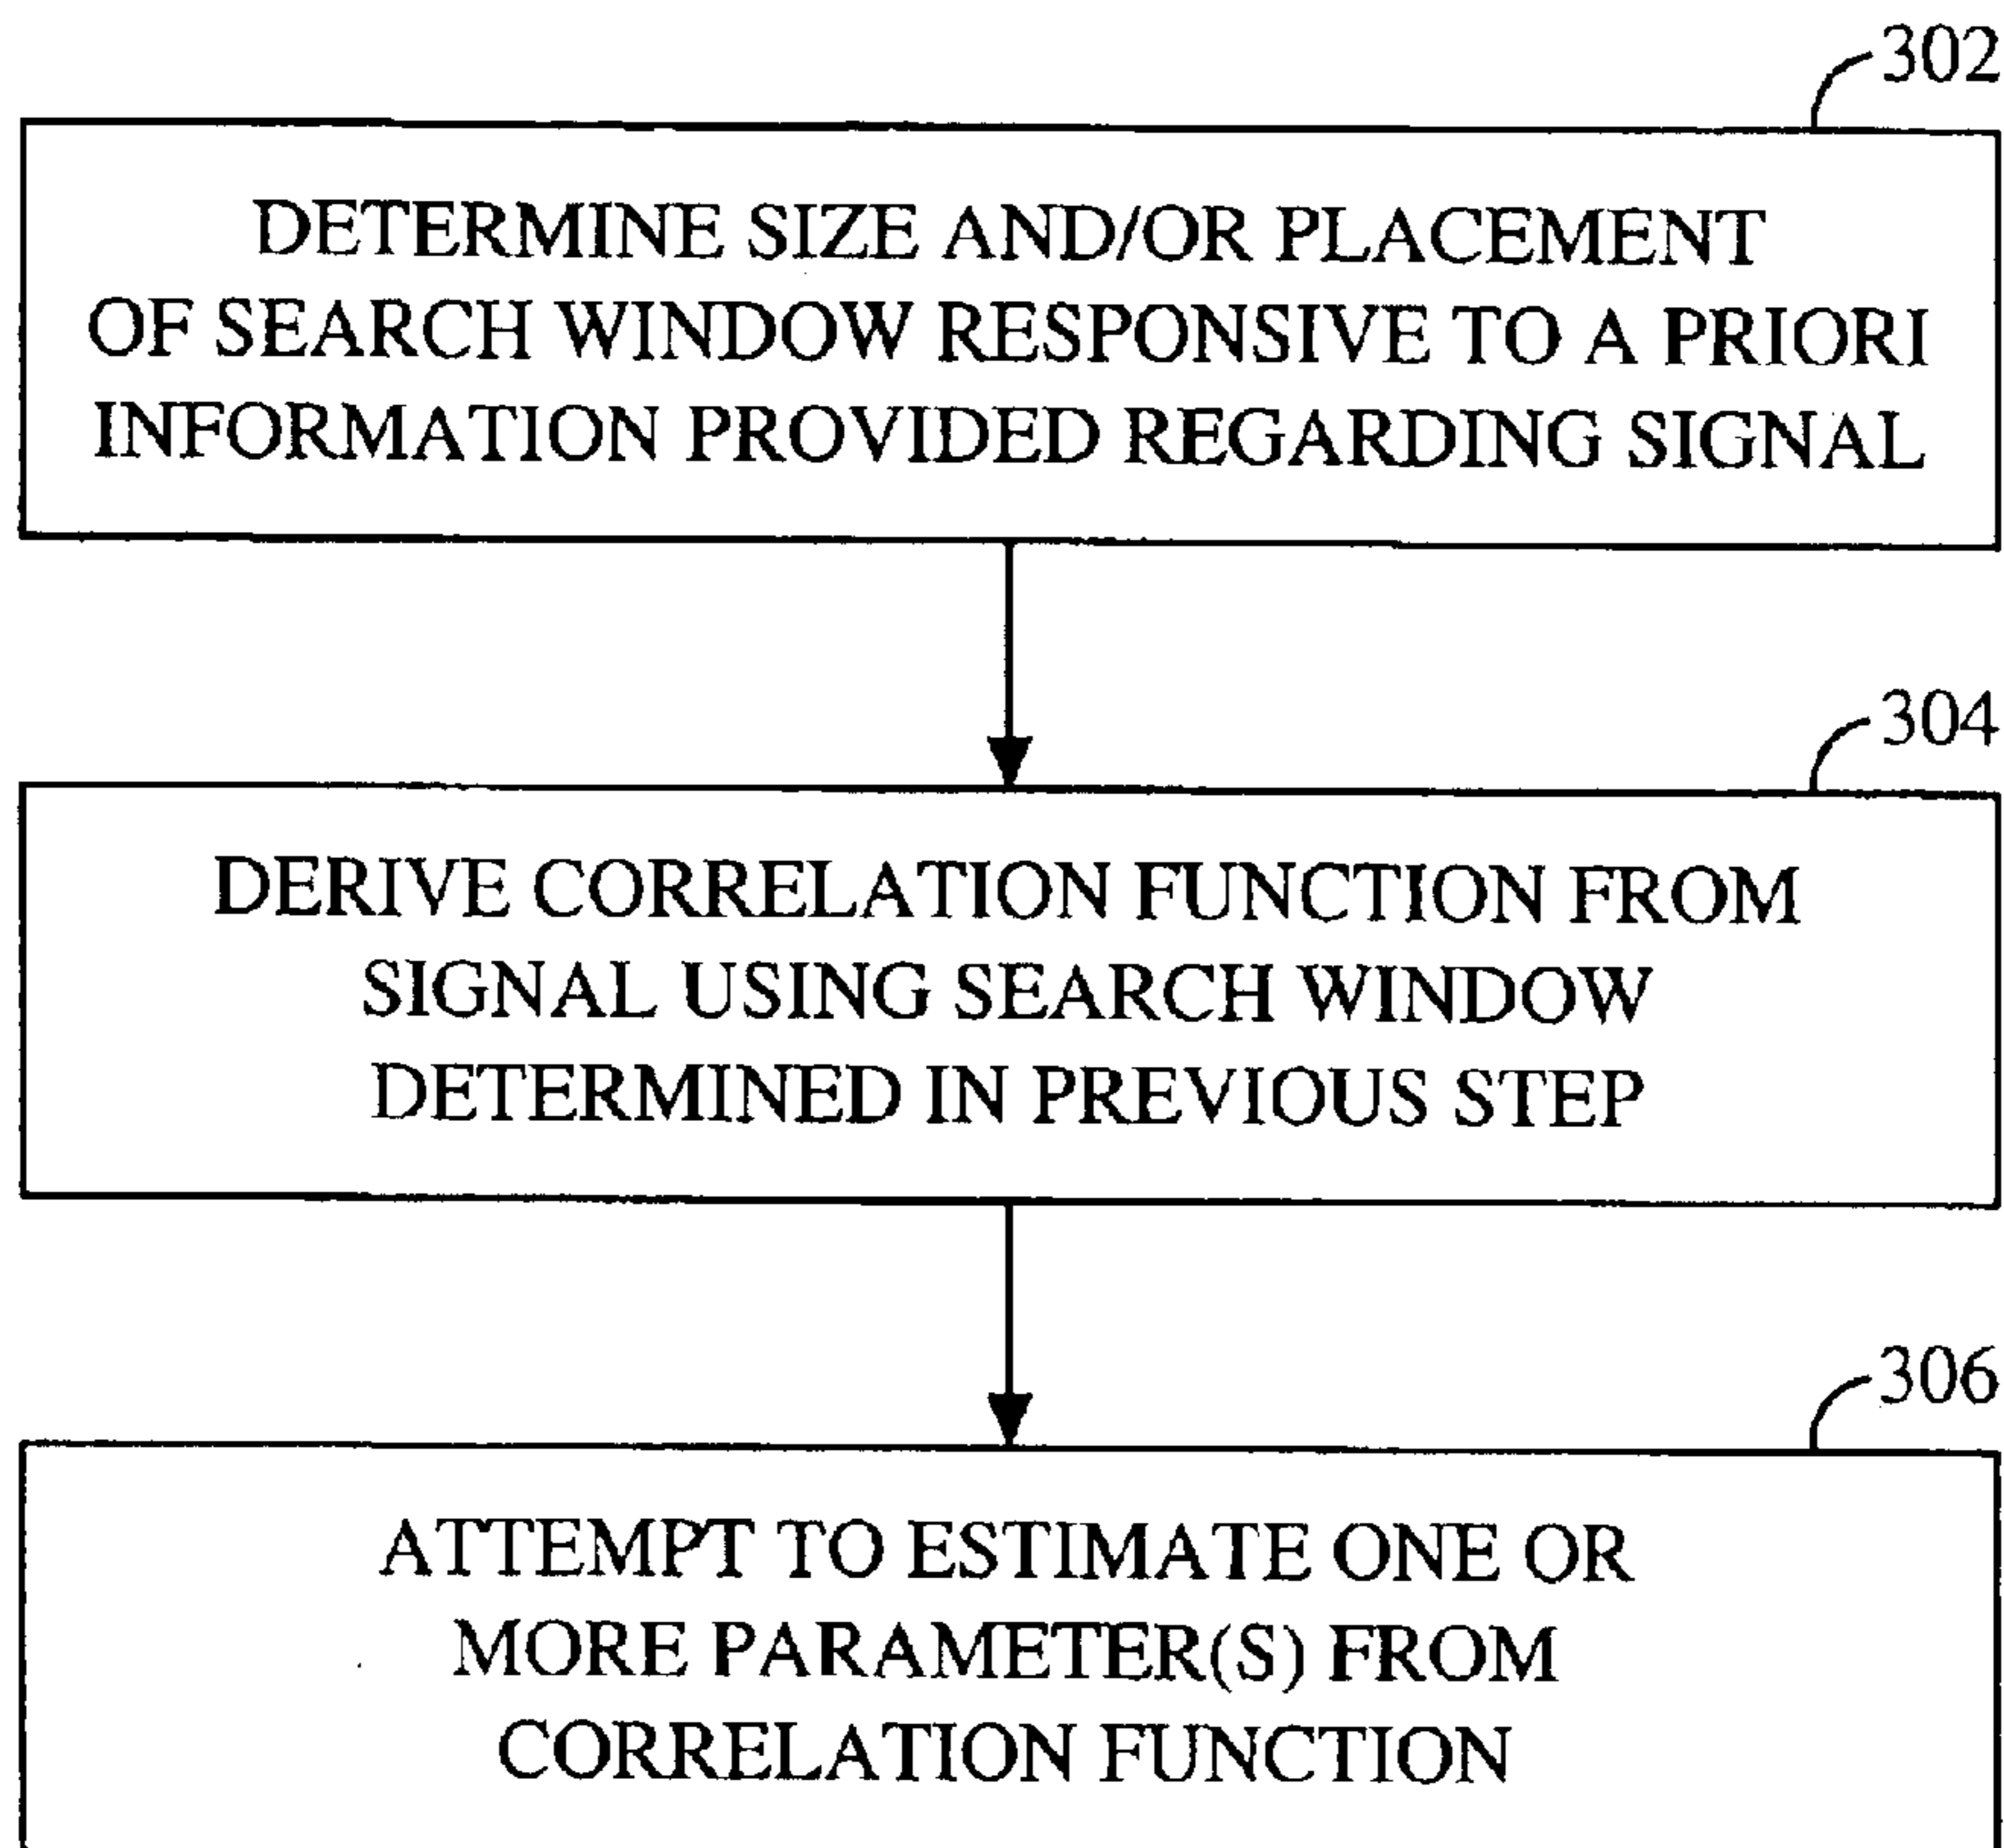 302
DETERMINE SIZE AND/OR PLACEMENT
OF SEARCH WINDOW RESPONSIVE TO A PRIORI
INFORMATION PROVIDED REGARDING SIGNAL
304
DERIVE CORRELATION FUNCTION FROM
SIGNAL USING SEARCH WINDOW
DETERMINED IN PREVIOUS STEP
306
ATTEMPT TO ESTIMATE ONE OR
MORE PARAMETER(S) FROM
CORRELATION FUNCTION